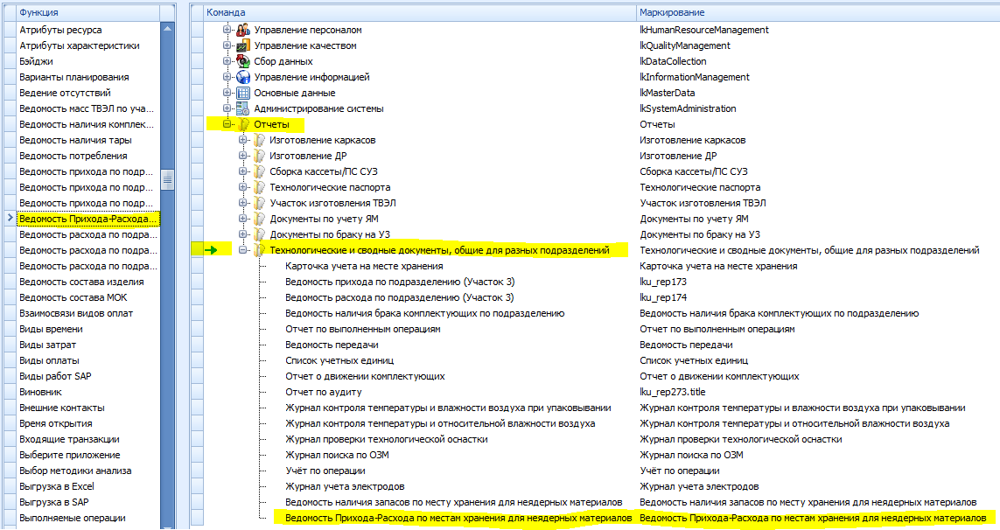 Функция
Атрибуты ресурса
Атрибуты характеристики
Бэйджи
Варианты планирования
Ведение отсутствий
Ведомость масс ТВЭЛ по уча...
Ведомость наличия комплек...
Ведомость наличия тары
Ведомость потребления
Ведомость прихода по подр...
Ведомость прихода по подр...
Ведомость прихода по подр...
Ведомость Прихода-Расхода...
Ведомость расхода по подра...
Ведомость расхода по подра...
Ведомость расхода по подра...
Ведомость состава изделия
Ведомость состава МОК
Взаимосвязи видов оплат
Виды времени
Виды затрат
Виды оплаты
Виды работ SAP
Виновник
Внешние контакты
Время открытия
Входящие транзакции
Выберите приложение
Выбор методики анализа
Выгрузка в Excel
Выгрузка в SAP
Выполняемые операции
Команда Маркирование
Управление персоналом lkHumanResourceManagement
Управление качеством lkQualityManagement
Сбор данных lkDataCollection
Управление информацией lkInformationManagement
Основные данные lkMasterData
Администрирование системы lkSystemAdministration
Отчеты Отчеты
Изготовление каркасов Изготовление каркасов
Изготовление ДР Изготовление ДР
Сборка кассеты/ПС СУЗ Сборка кассеты/ПС СУЗ
Технологические паспорта Технологические паспорта
Участок изготовления ТВЭЛ Участок изготовления ТВЭЛ
Документы по учету ЯМ Документы по учету ЯМ
Документы по браку на УЗ Документы по браку на УЗ
Технологические и сводные документы, общие для разных подразделений Технологические и сводные документы, общие для разных подразделений
Карточка учета на месте хранения Карточка учета на месте хранения
Ведомость прихода по подразделению (Участок 3) lku_rep173
Ведомость расхода по подразделению (Участок 3) lku_rep174
Ведомость наличия брака комплектующих по подразделению Ведомость наличия брака комплектующих по подразделению
Отчет по выполненным операциям Отчет по выполненным операциям
Ведомость передачи Ведомость передачи
Список учетных единиц Список учетных единиц
Отчет о движении комплектующих Отчет о движении комплектующих
Отчет по аудиту lku_rep273.title
Журнал контроля температуры и влажности воздуха при упаковывании Журнал контроля температуры и влажности воздуха при упаковывании
Журнал контроля температуры и относительной влажности воздуха Журнал контроля температуры и относительной влажности воздуха
Журнал проверки технологической оснастки Журнал проверки технологической оснастки
Журнал поиска по ОЗМ Журнал поиска по ОЗМ
Учёт по операции Учёт по операции
Журнал учета электродов Журнал учета электродов
Ведомость наличия запасов по месту хранения для неядерных материалов Ведомость наличия запасов по месту хранения для неядерных материалов
Ведомость Прихода-Расхода по местам хранения для неядерных материалов Ведомость Прихода-Расхода по местам хранения для неядерных материалов